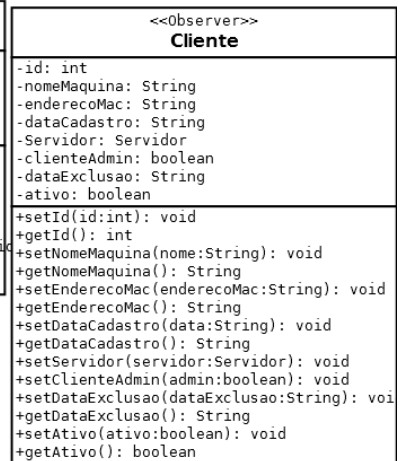 <<Observer>>
Cliente
-id: int
-nomeMaquina: String
-enderecoMac: String
-dataCadastro: String
-Servidor: Servidor
-clienteAdmin: boolean
-dataExclusao: String
-ativo: boolean
+setId(id:int): void
+getId(): int
+setNomeMaquina(nome:String): void
+getNomeMaquina(): String
+setEnderecoMac(enderecoMac:String): void
+getEnderecoMac(): String
+setDataCadastro(data:String): void
+getDataCadastro(): String
+setServidor(servidor:Servidor): void
+setClienteAdmin(admin:boolean): void
+setDataExclusao(dataExclusao:String): voi
+getDataExclusao(): String
+setAtivo(ativo:boolean): void
+getAtivo(): boolean